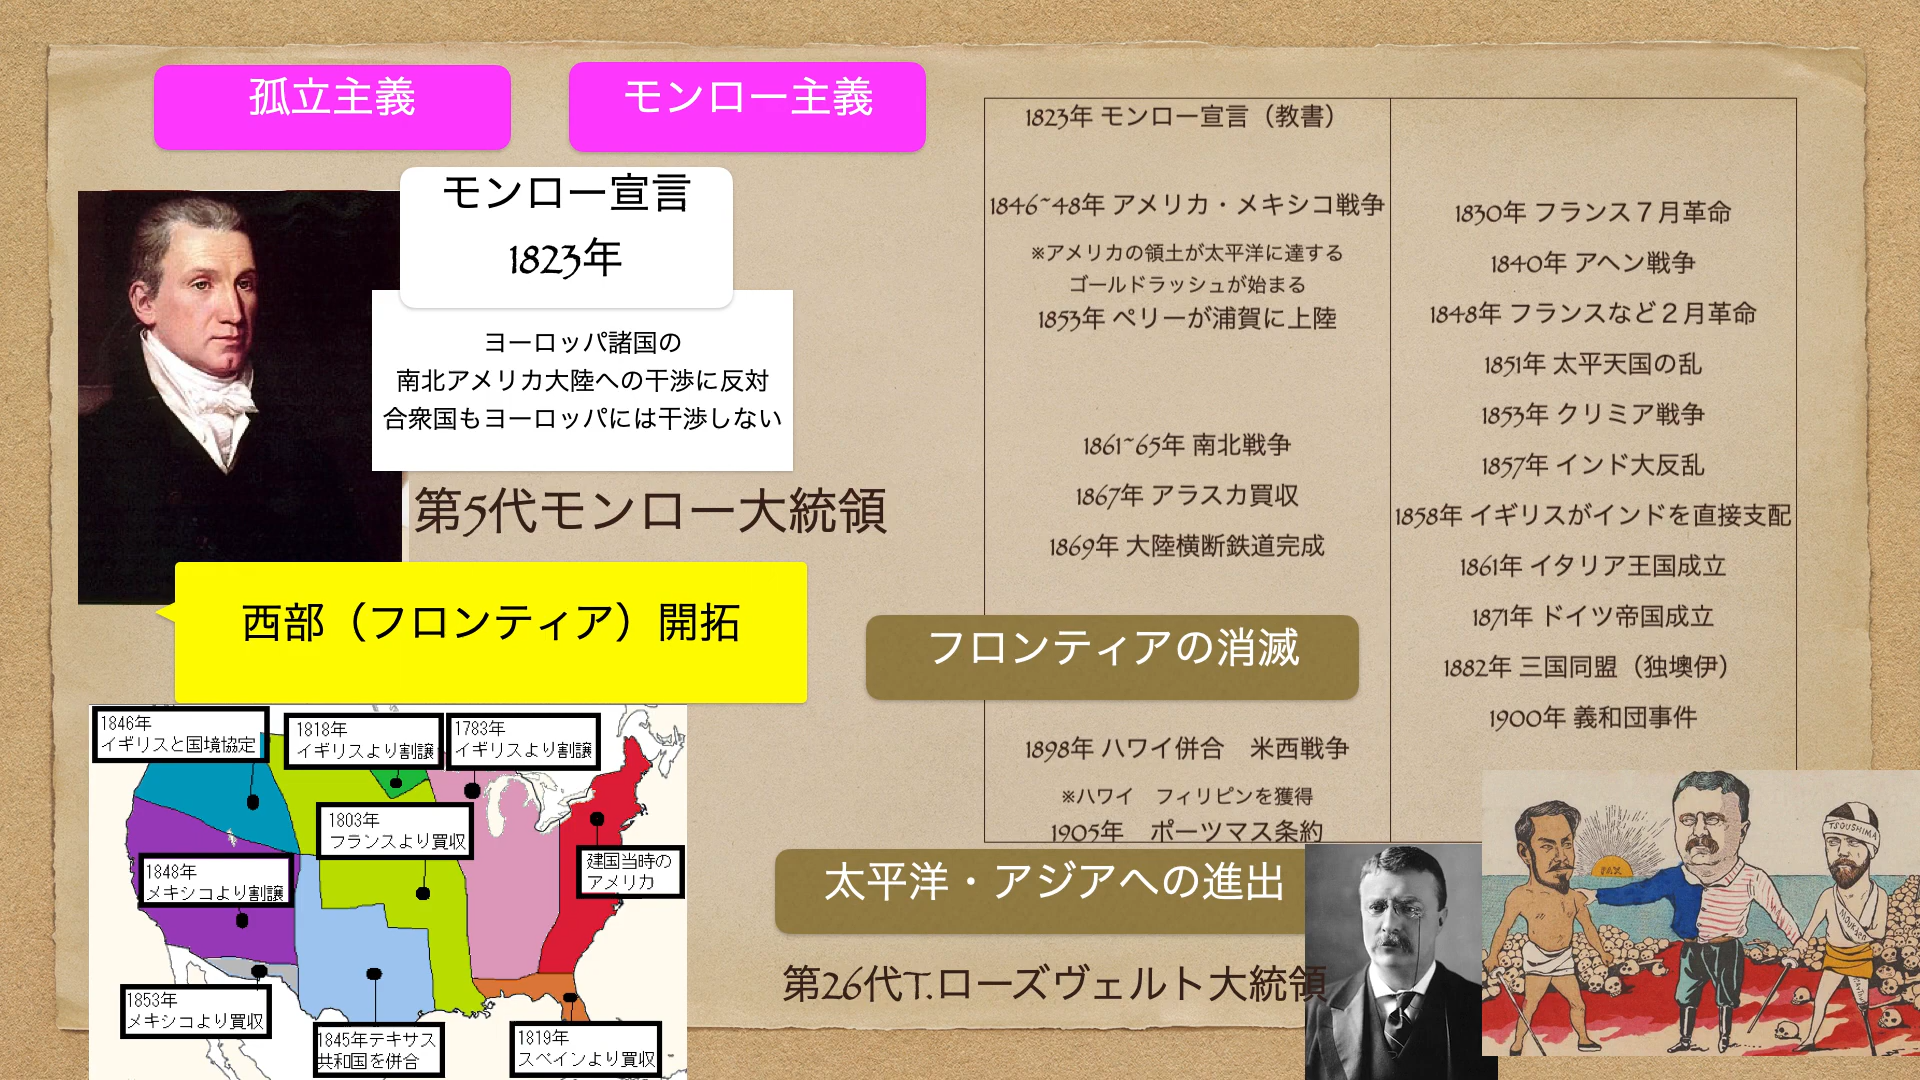 孤立主義
モンロー主義
モンロー宣言
1823年
ヨーロッパ諸国の
南北アメリカ大陸への干渉に反対
合衆国もヨーロッパには干渉しない
第5代モンロー大統領
西部（フロンティア）開拓
1846年
イギリスと国境協定
1818年
イギリスより割譲
1783年
イギリスより割譲
1803年
フランスより買収
建国当時の
アメリカ
1848年
メキシコより割譲
1853年
メキシコより買収
1845年テキサス
共和国を併合
1819年
スペインより買収
1823年 モンロー宣言（教書）
1846~48年 アメリカ・メキシコ戦争
※アメリカの領土が太平洋に達する
ゴールドラッシュが始まる
1853年 ペリーが浦賀に上陸
1861~65年 南北戦争
1867年 アラスカ買収
1869年 大陸横断鉄道完成
フロンティアの消滅
1898年 ハワイ併合　米西戦争
※ハワイ　フィリピンを獲得
1905年　ポーツマス条約
1830年 フランス７月革命
1840年 アヘン戦争
1848年 フランスなど２月革命
1851年 太平天国の乱
1853年 クリミア戦争
1857年 インド大反乱
1858年 イギリスがインドを直接支配
1861年 イタリア王国成立
1871年 ドイツ帝国成立
1882年 三国同盟（独墺伊）
1900年 義和団事件
太平洋・アジアへの進出
第26代T.ローズヴェルト大統領
PAX
TSOUSHIMA